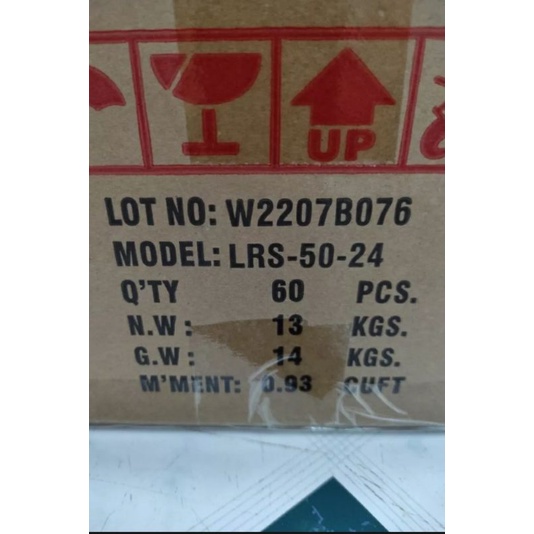 UP
LOT NO: W2207B076
MODEL: LRS-50-24
Q'TY 60 PCS.
N.W : 13 KGS.
G.W : 14 KGS.
M'MENT: 0.93 CUFT